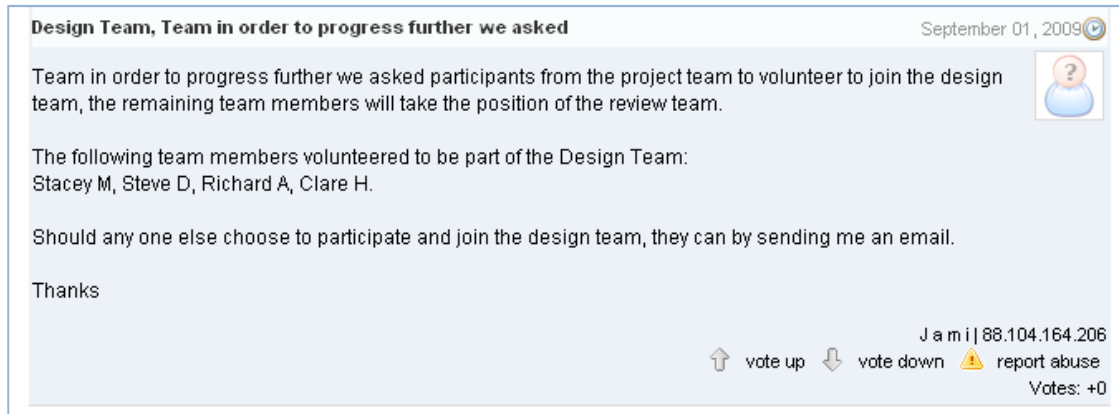 Design Team, Team in order to progress further we asked
September 01, 2009
Team in order to progress further we asked participants from the project team to volunteer to join the design
team, the remaining team members will take the position of the review team.
The following team members volunteered to be part of the Design Team:
Stacey M, Steve D, Richard A, Clare H.
Should any one else choose to participate and join the design team, they can by sending me an email.
Thanks
J a m i | 88.104.164.206
vote up vote down report abuse
Votes: +0